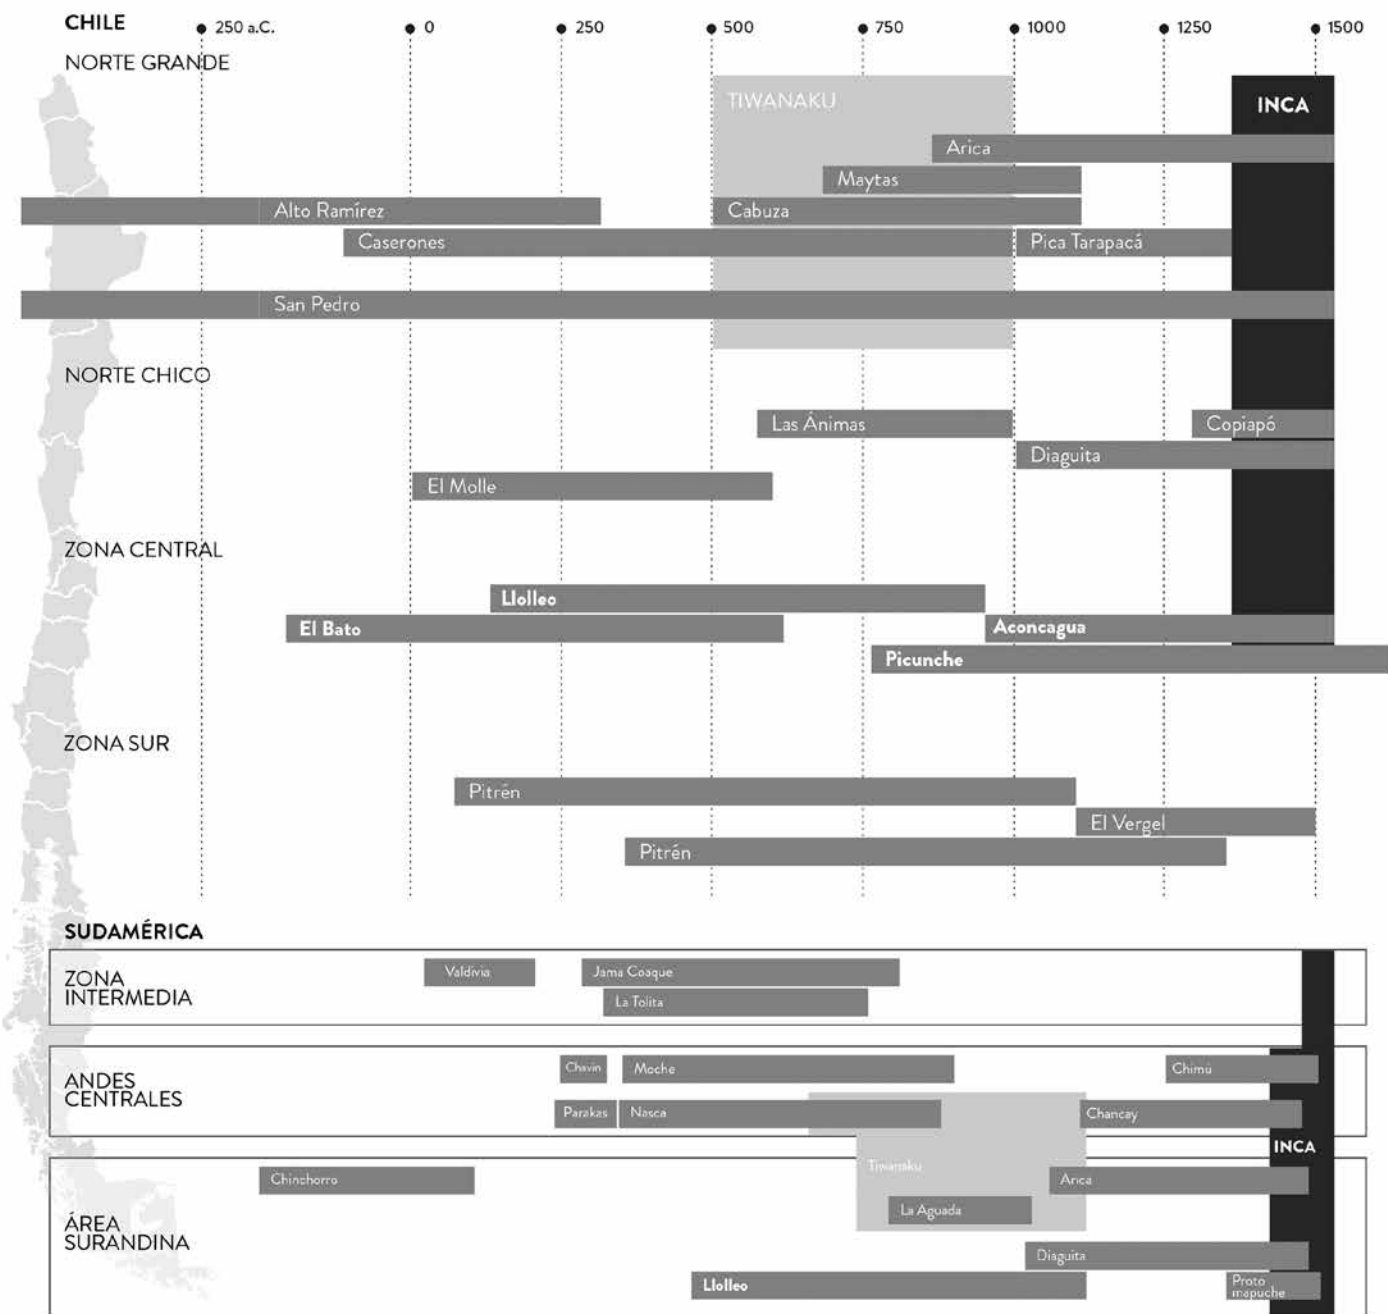 CHILE
250 a.C.
0
250
500
750
1000
1250
1500
NORTE GRANDE
TIWANAKU
INCA
Arica
Maytas
Alto Ramírez
Cabuza
Caserones
Pica Tarapacá
San Pedro
NORTE CHICO
Las Ánimas
Copiapó
Diaguita
El Molle
ZONA CENTRAL
Llolleo
El Bato
Aconcagua
Picunche
ZONA SUR
Pitrén
El Vergel
Pitrén
SUDAMÉRICA
ZONA
INTERMEDIA
Valdivia
Jama Coaque
La Tolita
ANDES
CENTRALES
Chavín
Moche
Chimú
Parakas
Nasca
Chancay
INCA
ÁREA
SURANDINA
Tiwanaku
Chinchorro
Arica
La Aguada
Diaguita
Llolleo
Proto
mapuche